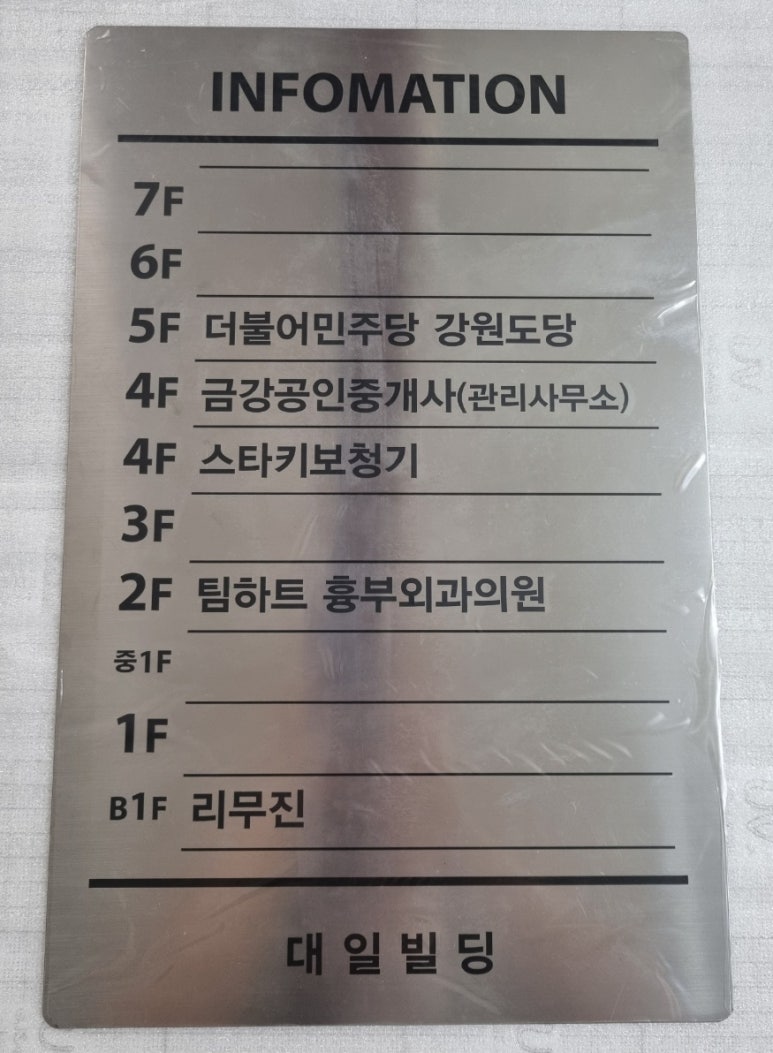 INFOMATION
7F
6F
5F 더불어민주당 강원도당
4F 금강공인중개사(관리사무소)
4F 스타키보청기
3F
2F 팀하트 흉부외과의원
중1F
1F
B1F 리무진
대일빌딩